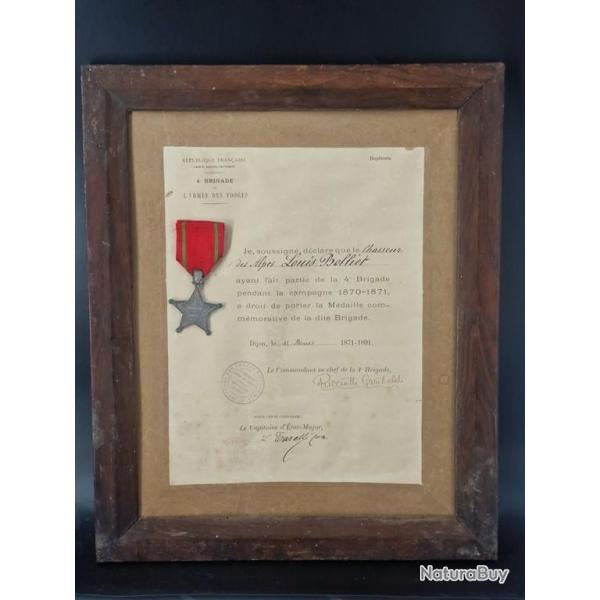 RÉPUBLIQUE FRANÇAISE
Duplicata
4e BRIGADE
DE
L'ARMÉE DES VOSGES
Je, soussigné, déclare que le Chasseur
des Alpes Louis Belliet
ayant fait partie de la 4e Brigade
pendant la campagne 1870-1871,
a droit de porter la Médaille com-
mémorative de la dite Brigade.
Dijon, le 21 Mars 1871-1891.
Le Commandant en chef de la 4e Brigade,
Ricciotti Garibaldi
Le Capitaine d'État-Major,
NaturaBuy